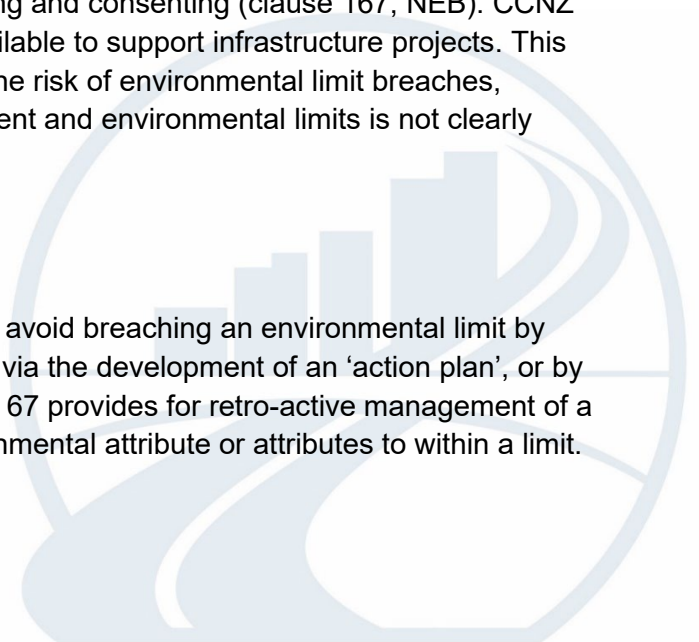 ng and consenting (clause 167, NEB). CCNZ
ilable to support infrastructure projects. This
he risk of environmental limit breaches,
ent and environmental limits is not clearly
avoid breaching an environmental limit by
via the development of an ‘action plan’, or by
67 provides for retro-active management of a
nmental attribute or attributes to within a limit.